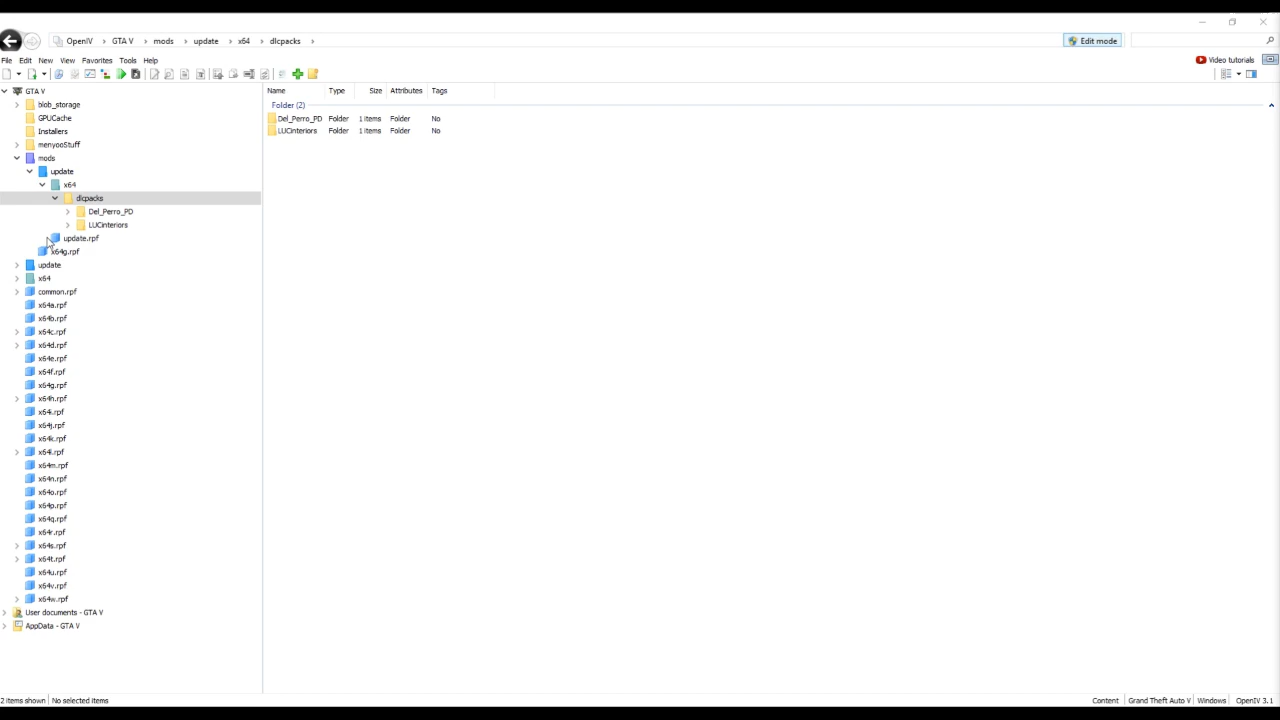 OpenIV > GTA V > mods > update > x64 > dlcpacks >
Edit mode
File Edit New View Favorites Tools Help
Video tutorials
GTA V
blob_storage
GPUCache
Installers
menyooStuff
mods
update
x64
dlcpacks
Del_Perro_PD
LUCinteriors
update.rpf
x64g.rpf
update
x64
common.rpf
x64a.rpf
x64b.rpf
x64c.rpf
x64d.rpf
x64e.rpf
x64f.rpf
x64g.rpf
x64h.rpf
x64i.rpf
x64j.rpf
x64k.rpf
x64l.rpf
x64m.rpf
x64n.rpf
x64o.rpf
x64p.rpf
x64q.rpf
x64r.rpf
x64s.rpf
x64t.rpf
x64u.rpf
x64v.rpf
x64w.rpf
User documents - GTA V
AppData - GTA V
Name Type Size Attributes Tags
Folder (2)
Del_Perro_PD Folder 1 items Folder No
LUCinteriors Folder 1 items Folder No
2 items shown No selected items
Content Grand Theft Auto V Windows OpenIV 3.1